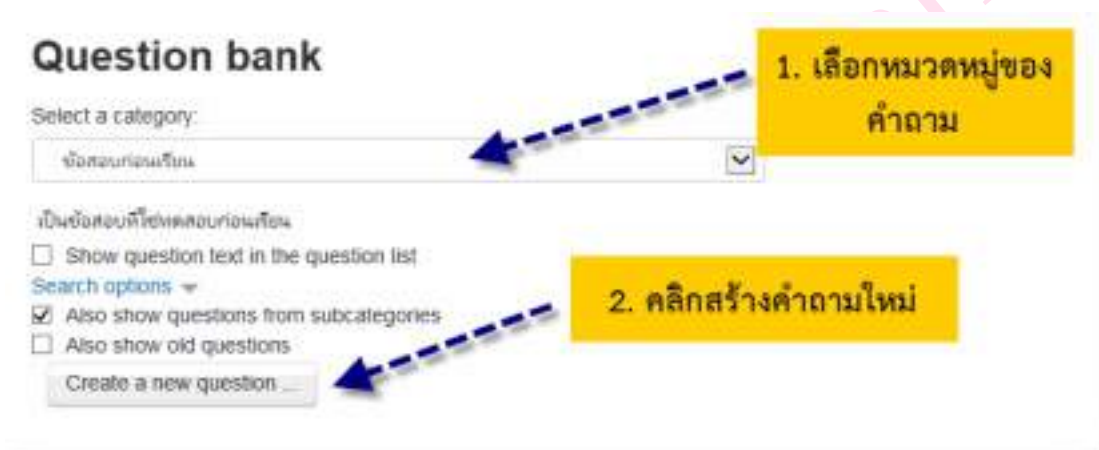 Question bank
1. เลือกหมวดหมู่ของ
คำถาม
Select a category:
ข้อสอบก่อนเรียน
เป็นข้อสอบที่ใช้ทดสอบก่อนเรียน
Show question text in the question list
Search options
2. คลิกสร้างคำถามใหม่
Also show questions from subcategories
Also show old questions
Create a new question ...